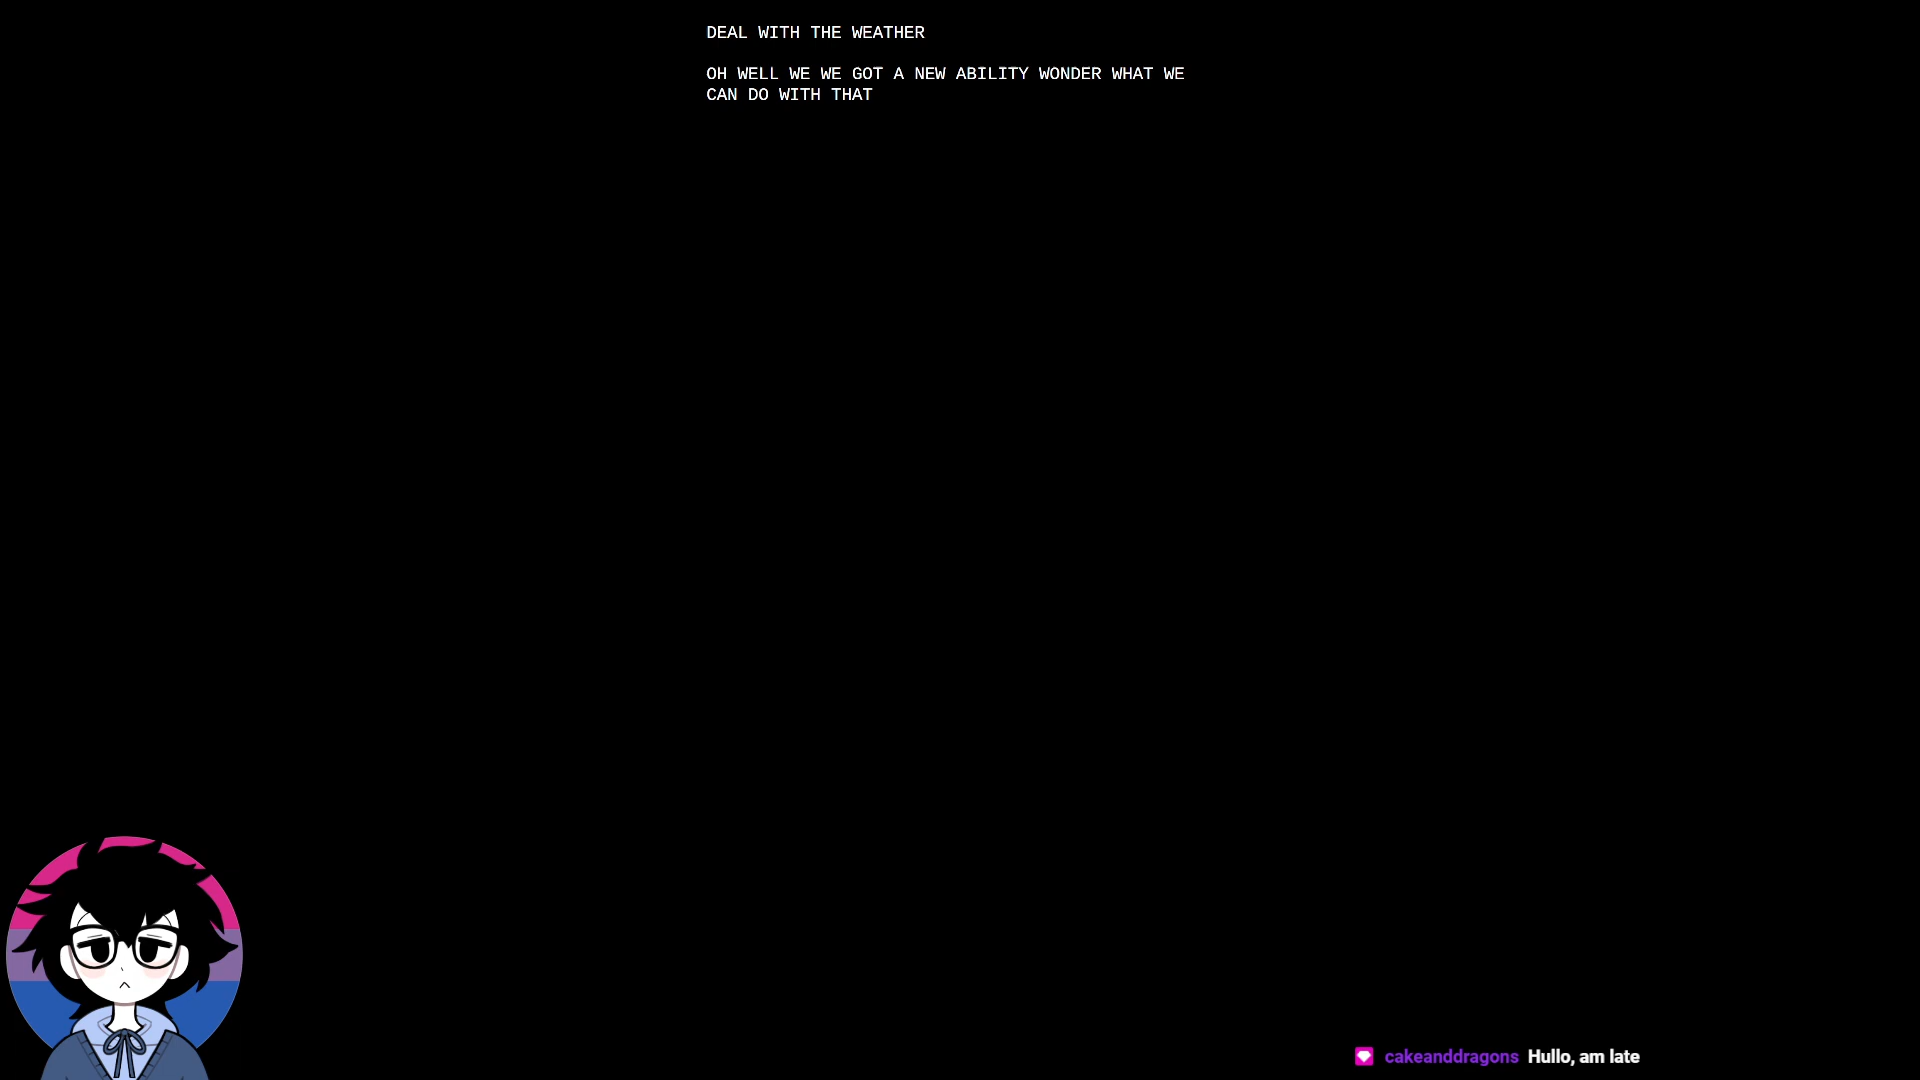 DEAL WITH THE WEATHER
OH WELL WE WE GOT A NEW ABILITY WONDER WHAT WE
CAN DO WITH THAT
cakeanddragons Hullo, am late